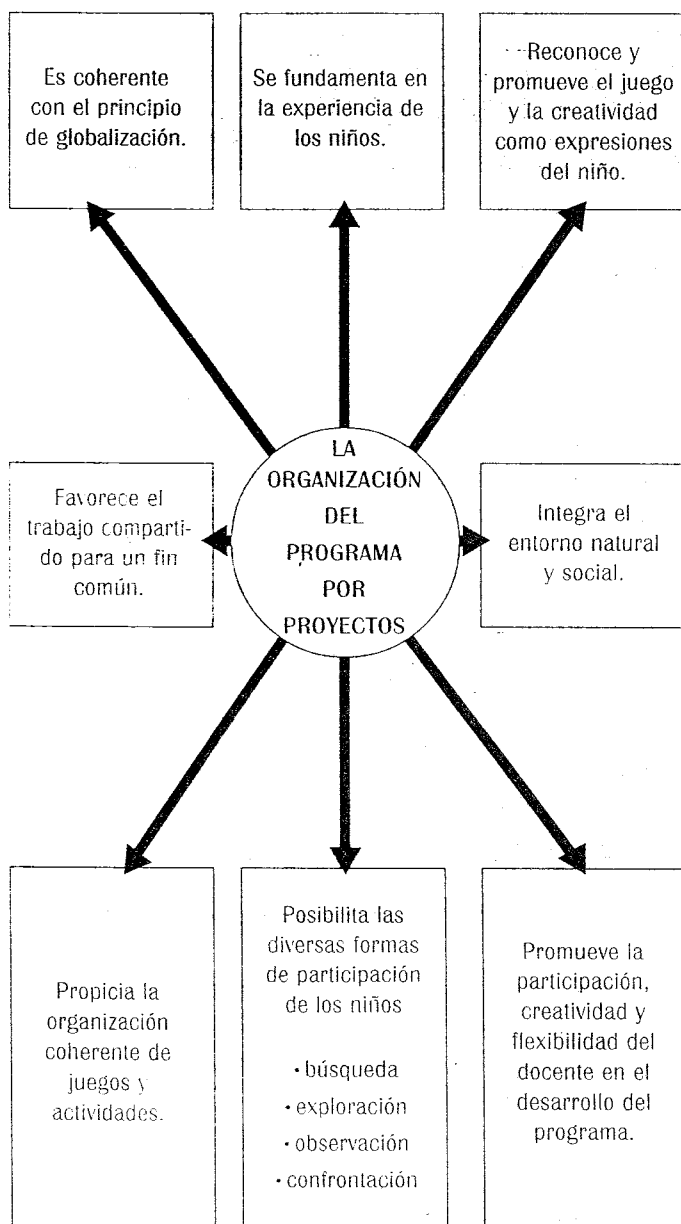 Es coherente
con el principio
de globalización.
Se fundamenta en
la experiencia de
los niños.
Reconoce y
promueve el juego
y la creatividad
como expresiones
del niño.
Favorece el
trabajo comparti-
do para un fin
común.
LA
ORGANIZACIÓN
DEL
PROGRAMA
POR
PROYECTOS
Integra el
entorno natural
y social.
Propicia la
organización
coherente de
juegos y
actividades.
Posibilita las
diversas formas
de participación
de los niños
• búsqueda
• exploración
• observación
• confrontación
Promueve la
participación,
creatividad y
flexibilidad del
docente en el
desarrollo del
programa.